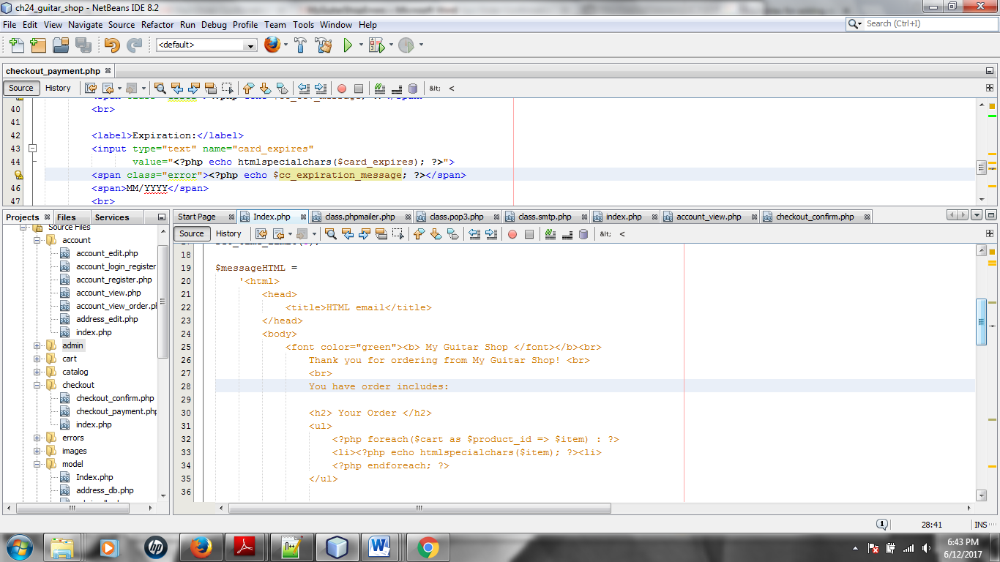 ch24_guitar_shop - NetBeans IDE 8.2
File Edit View Navigate Source Refactor Run Debug Profile Team Tools Window Help
Search (Ctrl+I)
<default>
checkout_payment.php
Source History &lt; <
40 <br>
41
42 <label>Expiration:</label>
43 <input type="text" name="card_expires"
44 value="<?php echo htmlspecialchars($card_expires); ?>">
<span class="error"><?php echo $cc_expiration_message; ?></span>
46 <span>MM/YYYY</span>
47 <br>
Projects Files Services
Source Files
account
account_edit.php
account_login_register
account_register.php
account_view.php
account_view_order.p
address_edit.php
index.php
admin
cart
catalog
checkout
checkout_confirm.php
checkout_payment.php
index.php
errors
images
model
Index.php
address_db.php
Start Page Index.php class.phpmailer.php class.pop3.php class.smtp.php index.php account_view.php checkout_confirm.php
Source History &lt; <
18
19 $messageHTML =
20 '<html>
21 <head>
22 <title>HTML email</title>
23 </head>
24 <body>
25 <font color="green"><b> My Guitar Shop </font></b><br>
26 Thank you for ordering from My Guitar Shop! <br>
27 <br>
28 You have order includes:
29
30 <h2> Your Order </h2>
31 <ul>
32 <?php foreach($cart as $product_id => $item) : ?>
33 <li><?php echo htmlspecialchars($item); ?><li>
34 <?php endforeach; ?>
35 </ul>
36
1 28:41 INS
hp
6:43 PM
6/12/2017